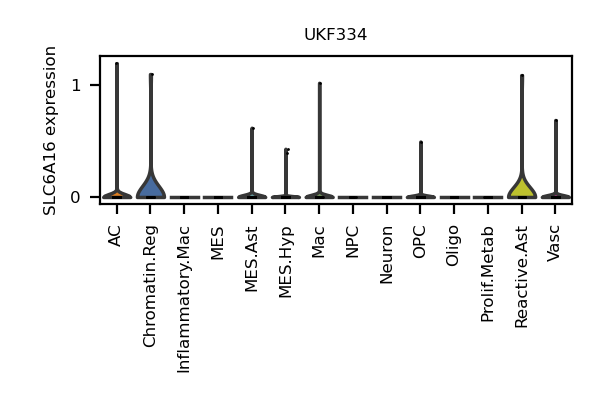 UKF334
SLC6A16 expression
1
0
AC
Chromatin.Reg
Inflammatory.Mac
MES
MES.Ast
MES.Hyp
Mac
NPC
Neuron
OPC
Oligo
Prolif.Metab
Reactive.Ast
Vasc